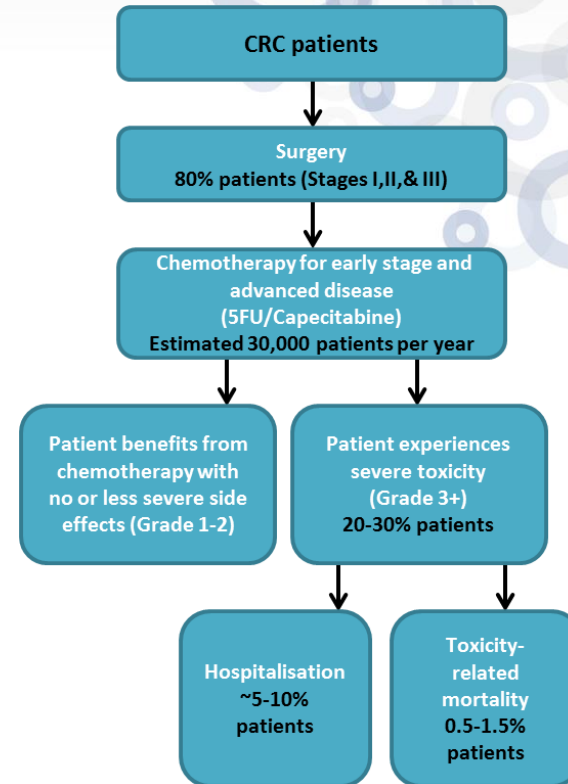 CRC patients
Surgery
80% patients (Stages I,II,& III)
Chemotherapy for early stage and
advanced disease
(5FU/Capecitabine)
Estimated 30,000 patients per year
Patient benefits from
chemotherapy with
no or less severe side
effects (Grade 1-2)
Patient experiences
severe toxicity
(Grade 3+)
20-30% patients
Hospitalisation
~5-10%
patients
Toxicity-
related
mortality
0.5-1.5%
patients